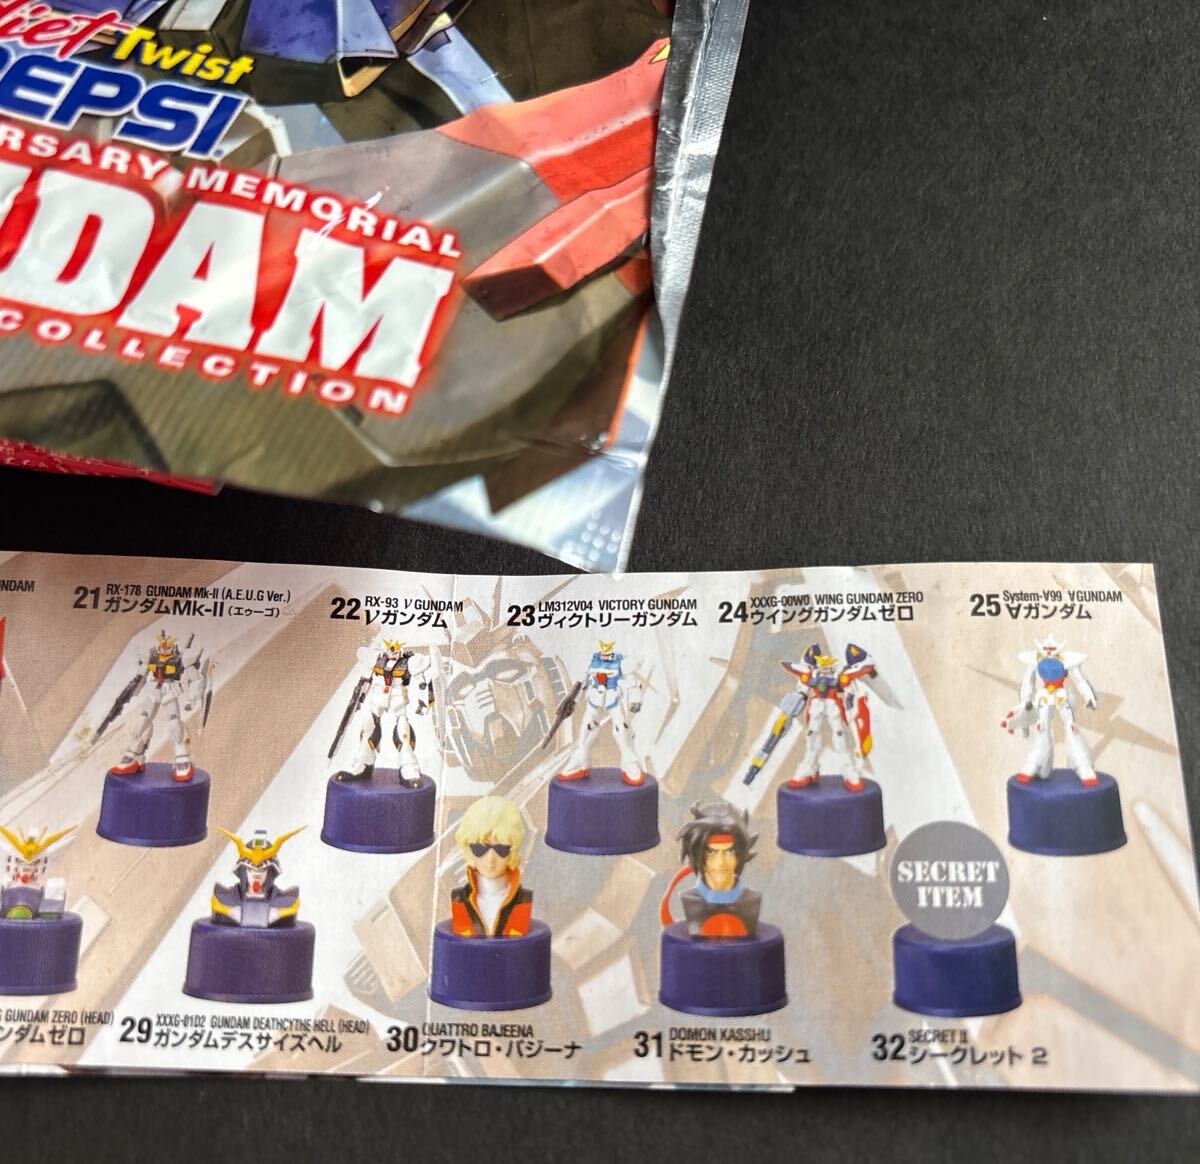 Diet Twist
PEPSI
MEMORIAL
COLLECTION
21 RX-178 GUNDAM Mk-II (A.E.U.G Ver.)
ガンダムMK-II (エゥーゴ)
22 RX-93 ν GUNDAM
νガンダム
23 LM312V04 VICTORY GUNDAM
ヴィクトリーガンダム
24 XXXG-00W0 WING GUNDAM ZERO
ウイングガンダムゼロ
25 System-∀99 ∀GUNDAM
∀ガンダム
SECRET
ITEM
GUNDAM ZERO (HEAD)
ンダムゼロ
29 XXXG-01D2 GUNDAM DEATHCYTHE HELL (HEAD)
ガンダムデスサイズヘル
30 QUATTRO BAJEENA
クワトロ・バジーナ
31 DOMON KASSHU
ドモン・カッシュ
32 SECRET II
シークレット 2